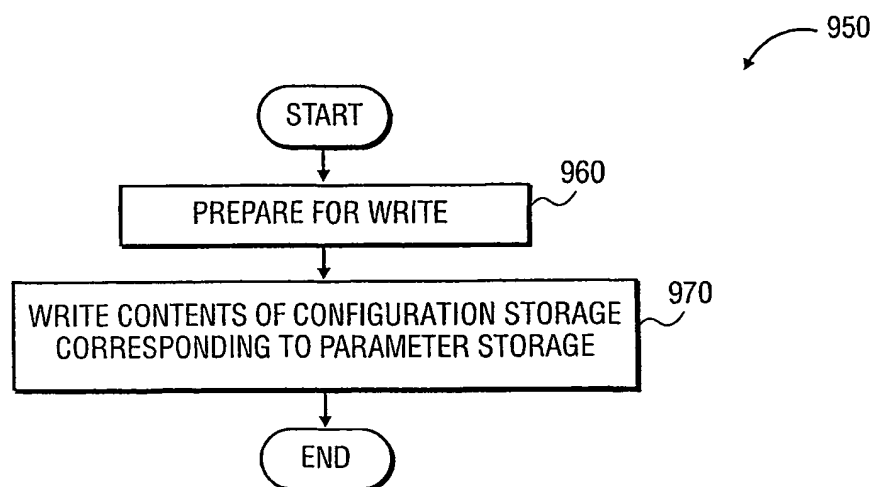 950
START
960
PREPARE FOR WRITE
970
WRITE CONTENTS OF CONFIGURATION STORAGE
CORRESPONDING TO PARAMETER STORAGE
END